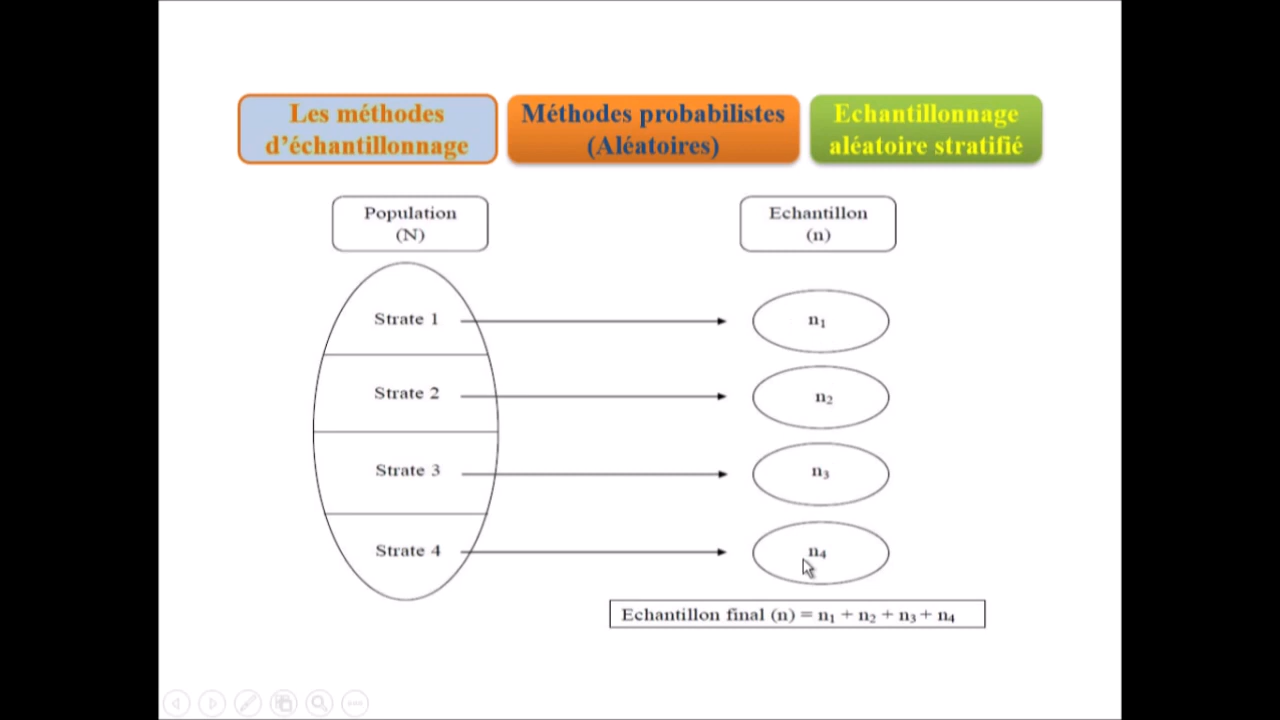 Les méthodes
d'échantillonnage
Méthodes probabilistes
(Aléatoires)
Echantillonnage
aléatoire stratifié
Population
(N)
Echantillon
(n)
Strate 1
n₁
Strate 2
n₂
Strate 3
n₃
Strate 4
n₄
Echantillon final (n) = n₁ + n₂ + n₃ + n₄